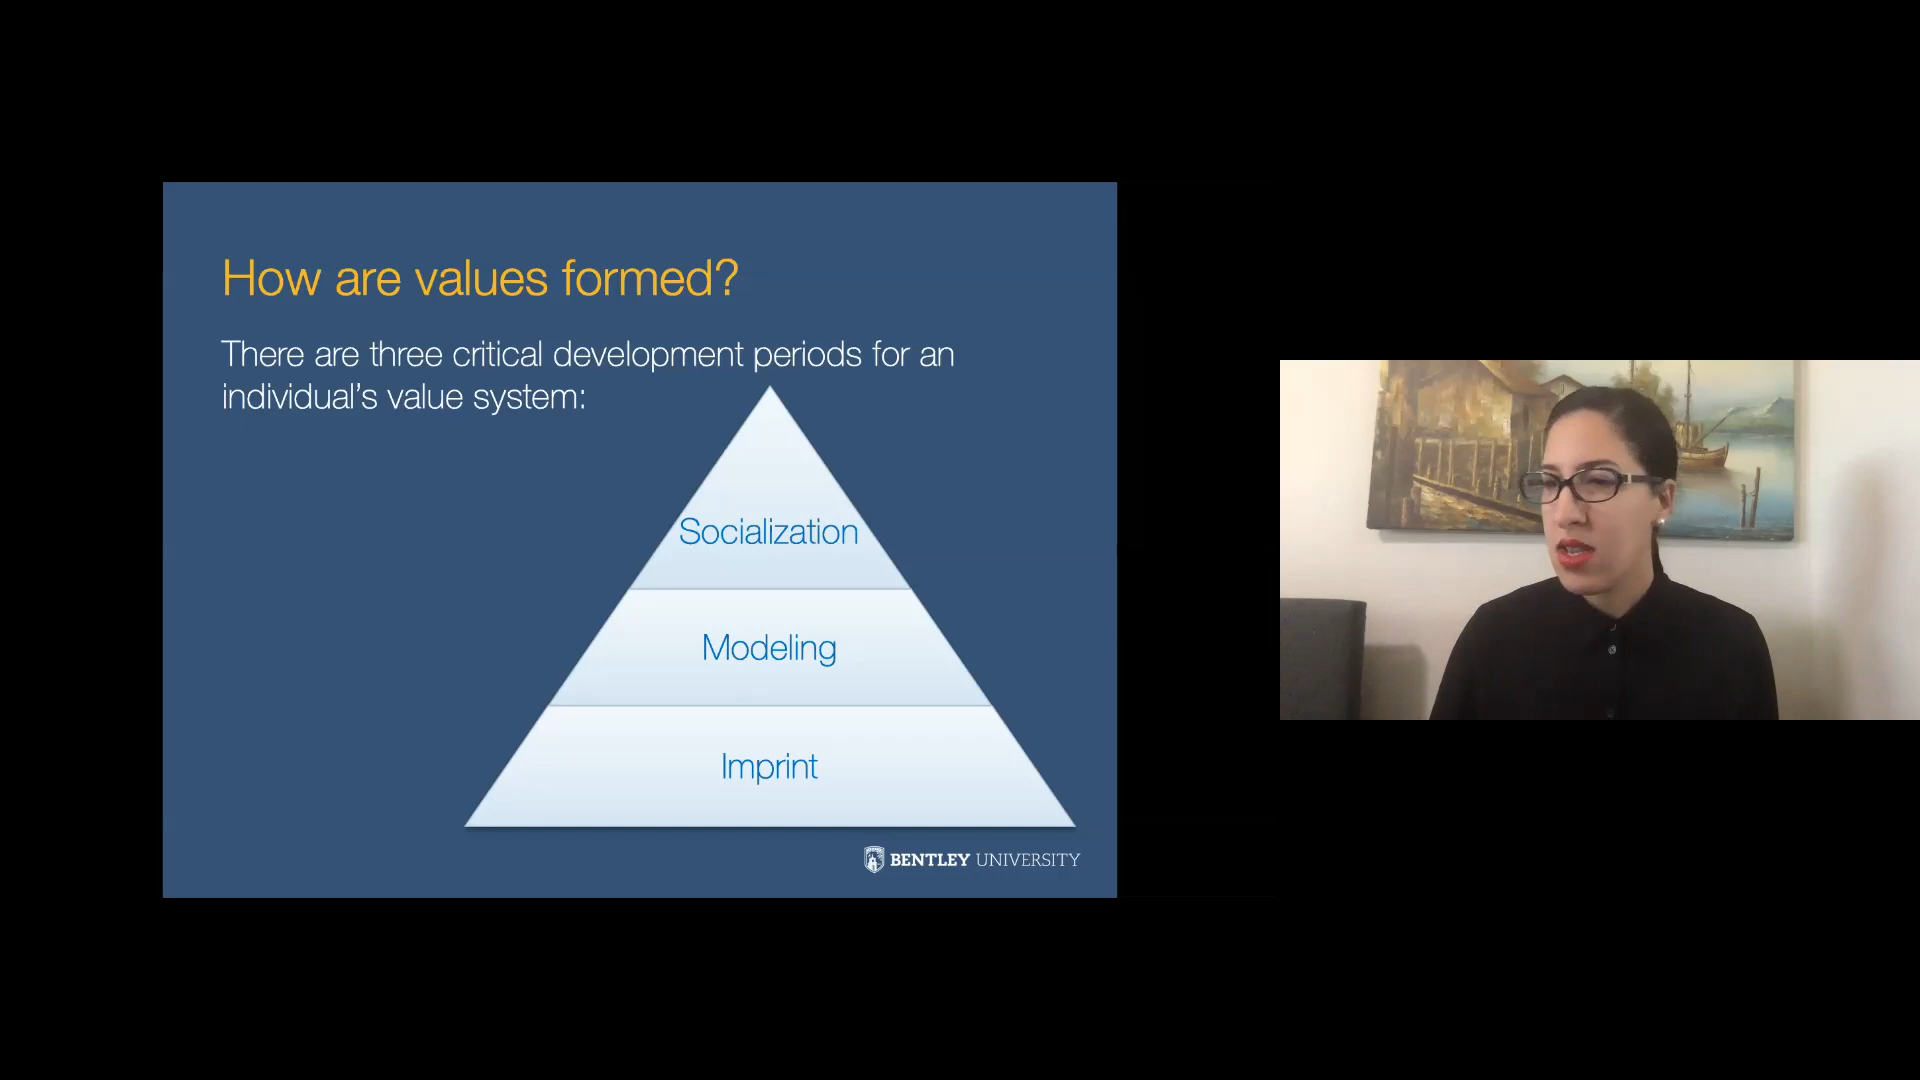 How are values formed?
There are three critical development periods for an
individual's value system:
Socialization
Modeling
Imprint
BENTLEY UNIVERSITY